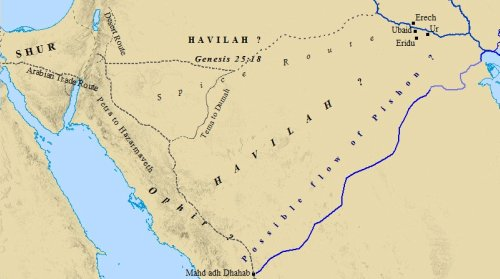 Erech
Ubaid
Ur
Eridu
SHUR
Desert Route
HAVILAH ?
Genesis 25:18
Spice Route
Arabian Trade Route
Tema to Dumah
Petra to Hazarmaveth
HAVILAH ?
Possible flow of Pishon ?
Ophir ?
Mahd adh Dhahab